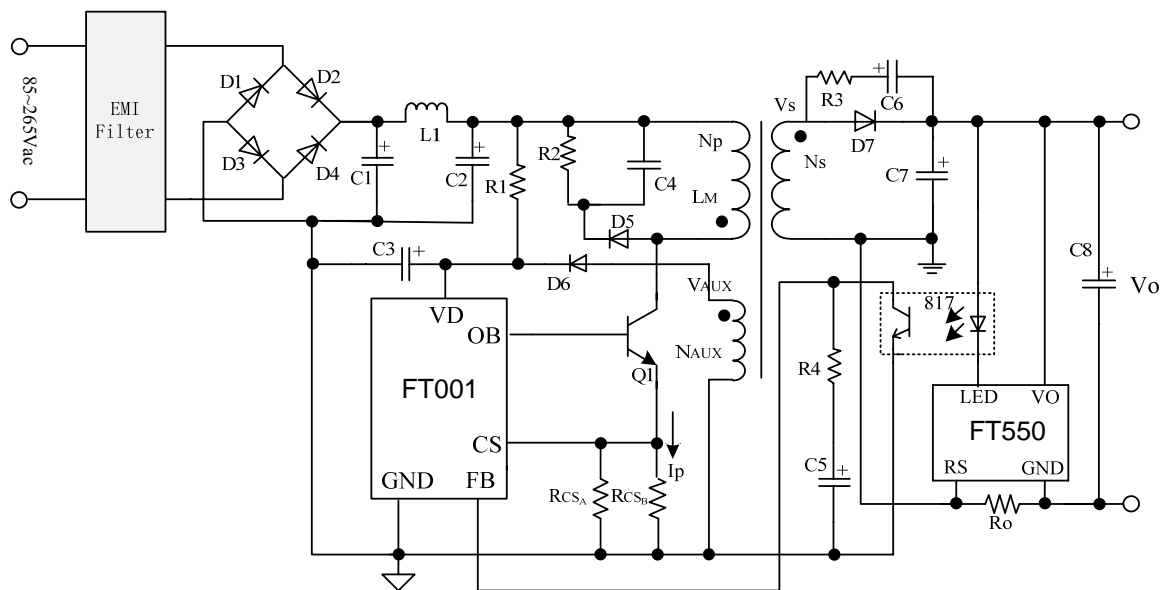 85~265Vac
EMI
Filter
D1
D2
D3
D4
C1
L1
C2
R1
R2
C4
Np
LM
D5
Vs
R3
C6
D7
Ns
C7
C8
Vo
C3
D6
VAUX
NAUX
VD
OB
FT001
CS
GND
FB
Q1
Ip
RCSA
RCSB
R4
C5
817
LED
VO
FT550
RS
GND
Ro